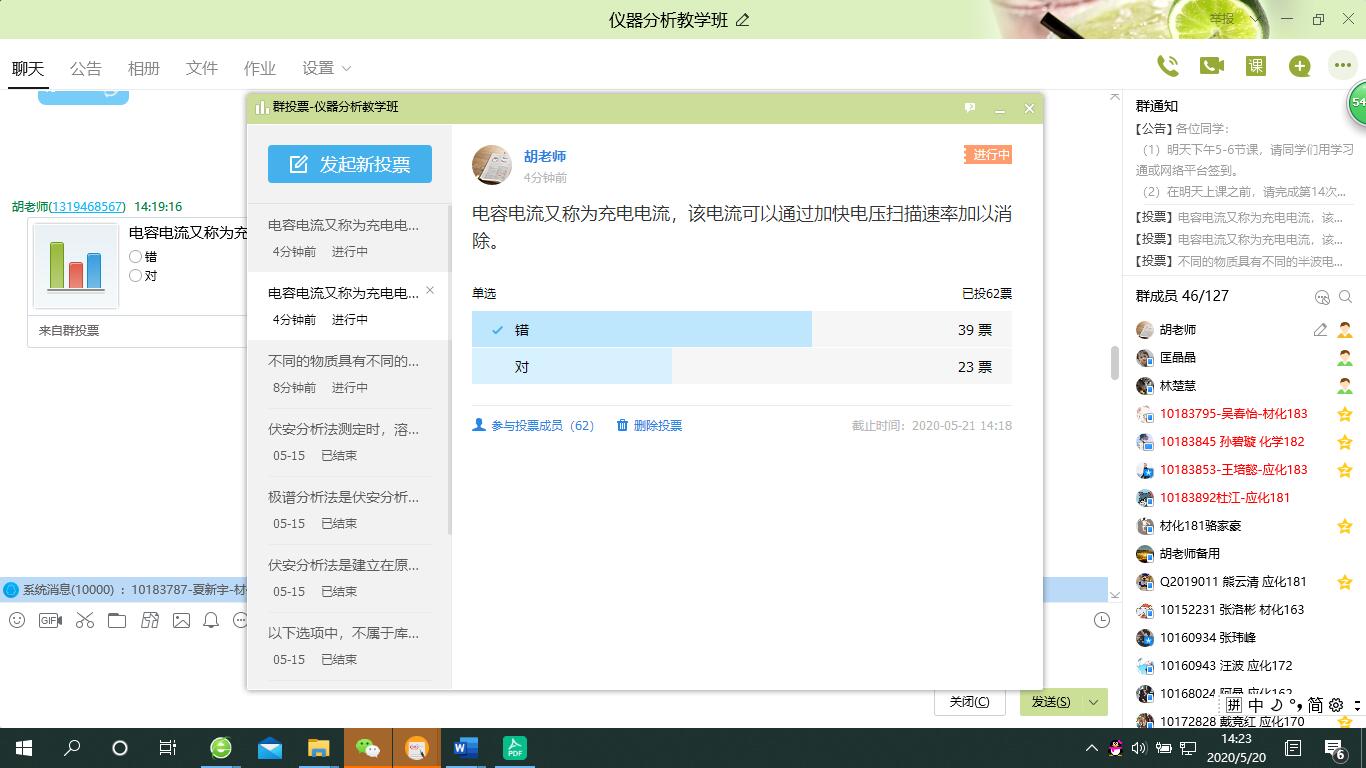 仪器分析教学班
举报
聊天
公告
相册
文件
作业
设置
课
54
群投票-仪器分析教学班
发起新投票
电容电流又称为充电电...
4分钟前 进行中
电容电流又称为充电电...
4分钟前 进行中
不同的物质具有不同的...
8分钟前 进行中
伏安分析法测定时，溶...
05-15 已结束
极谱分析法是伏安分析...
05-15 已结束
伏安分析法是建立在原...
05-15 已结束
以下选项中，不属于库...
05-15 已结束
胡老师
4分钟前
进行中
电容电流又称为充电电流，该电流可以通过加快电压扫描速率加以消
除。
单选 已投62票
错 39 票
对 23 票
参与投票成员（62） 删除投票 截止时间：2020-05-21 14:18
胡老师(1319468567) 14:19:16
电容电流又称为充
错
对
来自群投票
系统消息(10000) ： 10183787-夏新宇-材
GIF
关闭(C)
发送(S)
群通知
【公告】各位同学：
（1）明天下午5-6节课，请同学们用学习
通或网络平台签到。
（2）在明天上课之前，请完成第14次...
【投票】电容电流又称为充电电流，该...
【投票】电容电流又称为充电电流，该...
【投票】不同的物质具有不同的半波电...
群成员 46/127
胡老师
匡晶晶
林楚慧
10183795-吴春怡-材化183
10183845 孙碧璇 化学182
10183853-王培懿-应化183
10183892杜江-应化181
材化181骆家豪
胡老师备用
Q2019011 熊云清 应化181
10152231 张洛彬 材化163
10160934 张玮峰
10160943 汪波 应化172
10168024
10172828 戴竞红 应化170
拼 中 简
W
PDF
14:23
2020/5/20
6